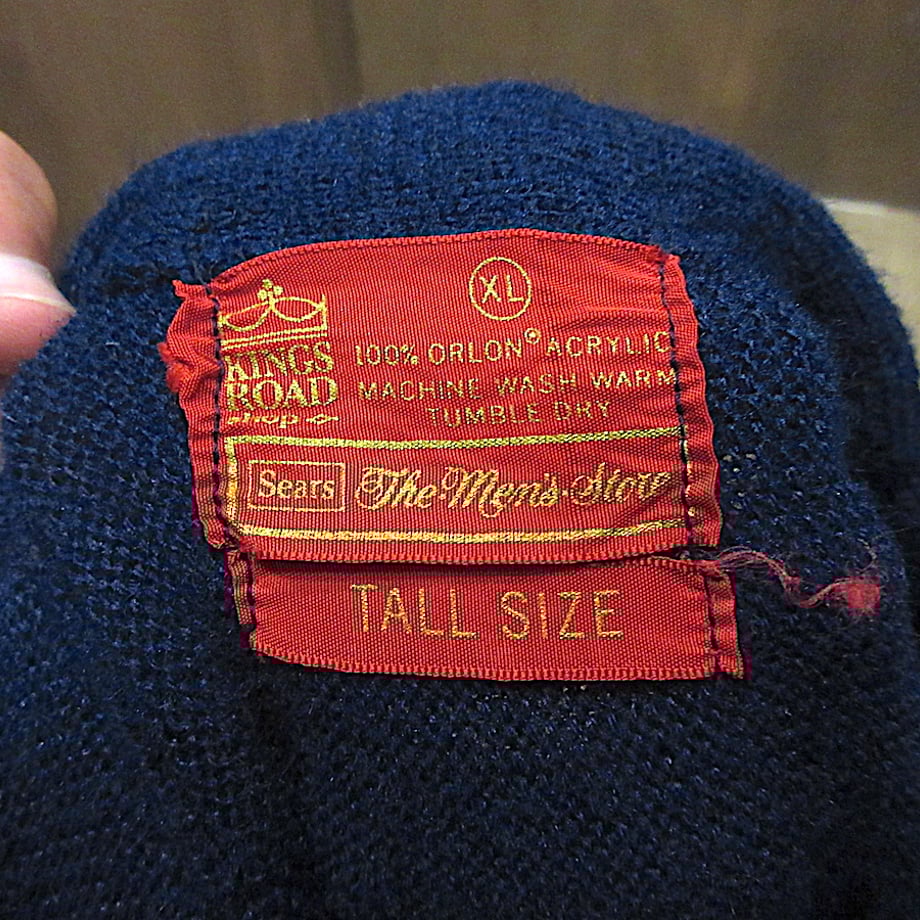 XL
KINGS
ROAD
shop
100% ORLON® ACRYLIC
MACHINE WASH WARM
TUMBLE DRY
Sears The Men's Store
TALL SIZE